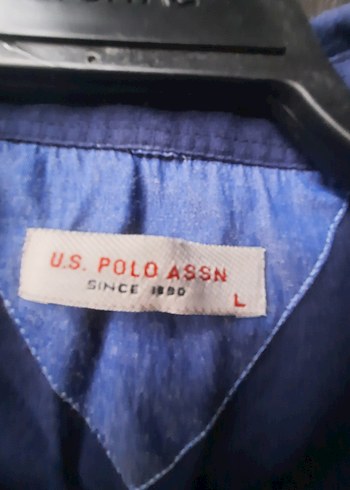 U.S. POLO ASSN
SINCE 1890
L